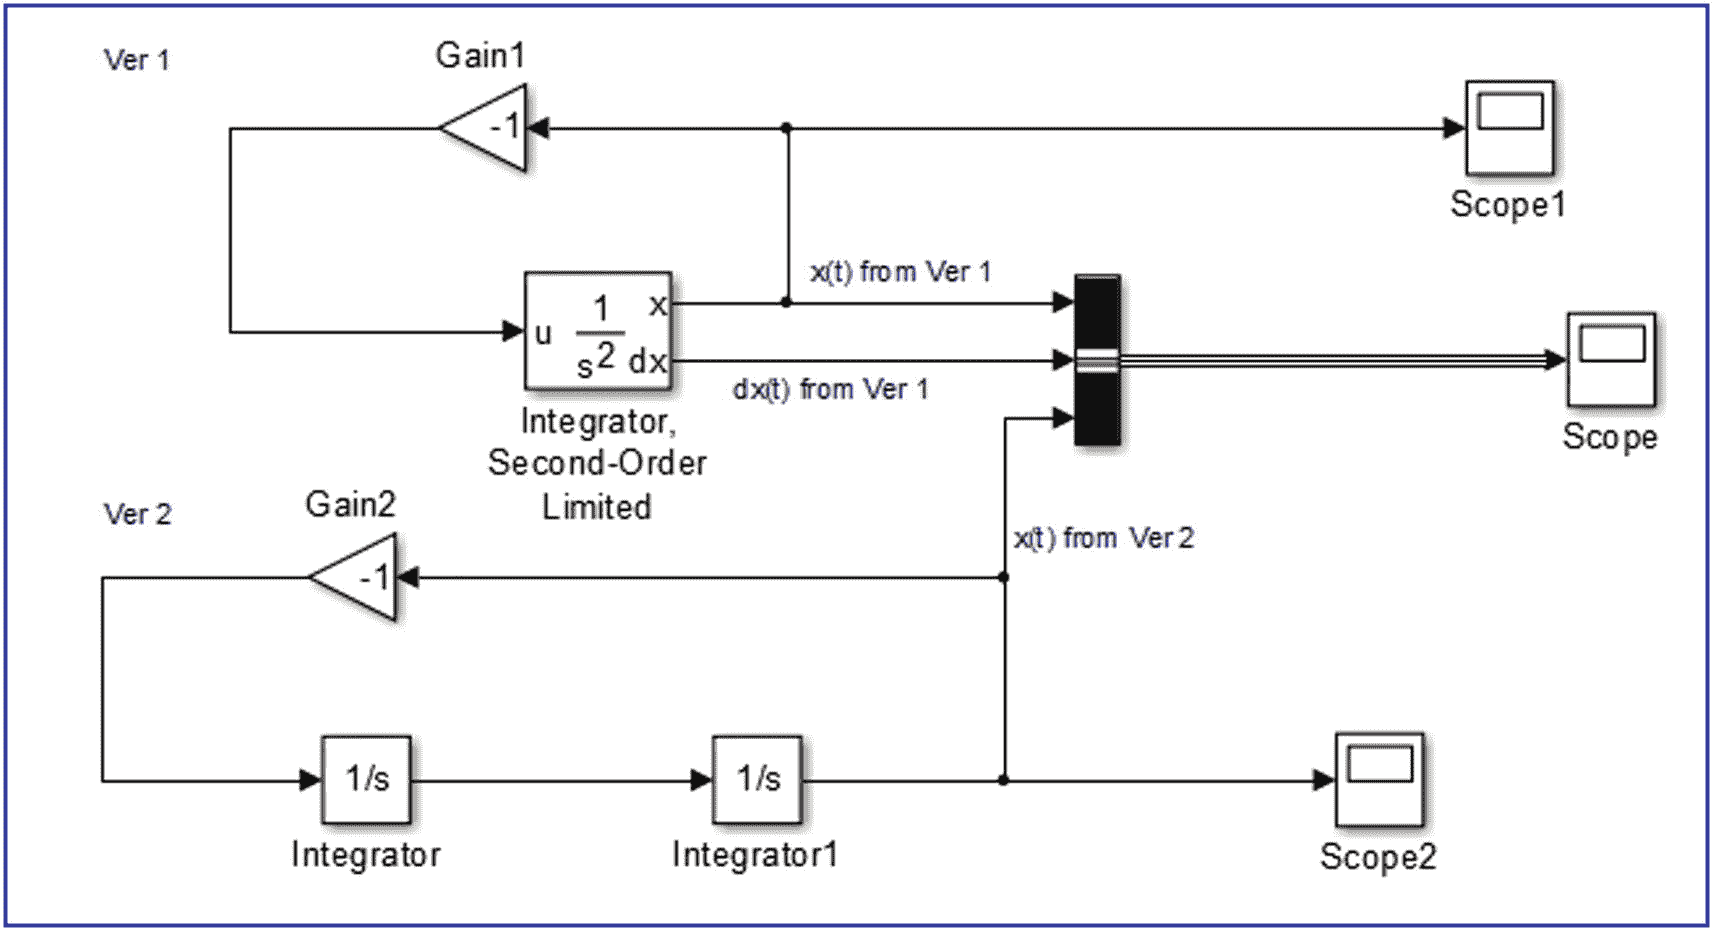 Ver 1
Gain1
-1
Scope1
x(t) from Ver 1
u
1
s2
x
dx
dx(t) from Ver 1
Integrator,
Second-Order
Limited
Scope
Ver 2
Gain2
-1
x(t) from Ver 2
1/s
Integrator
1/s
Integrator1
Scope2